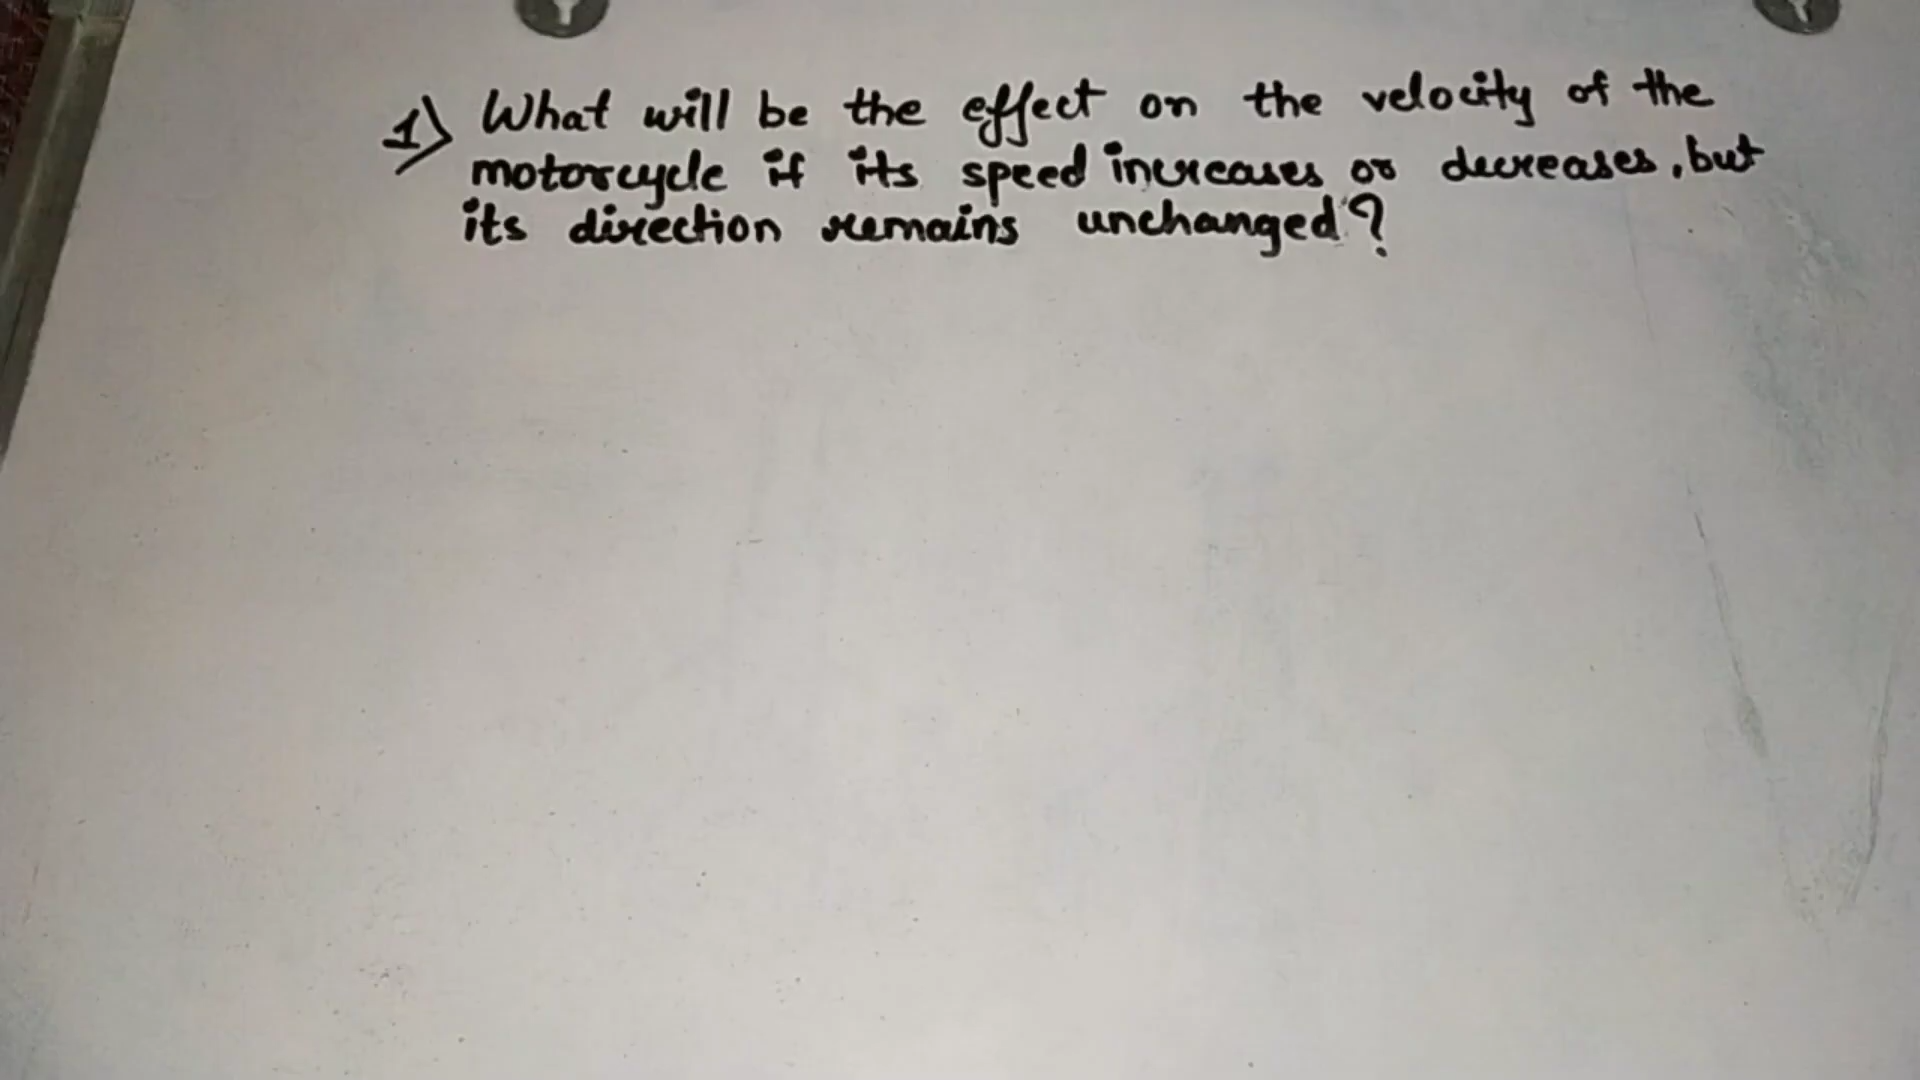 1) What will be the effect on the velocity of the
motorcycle if its speed increases or decreases, but
its direction remains unchanged?